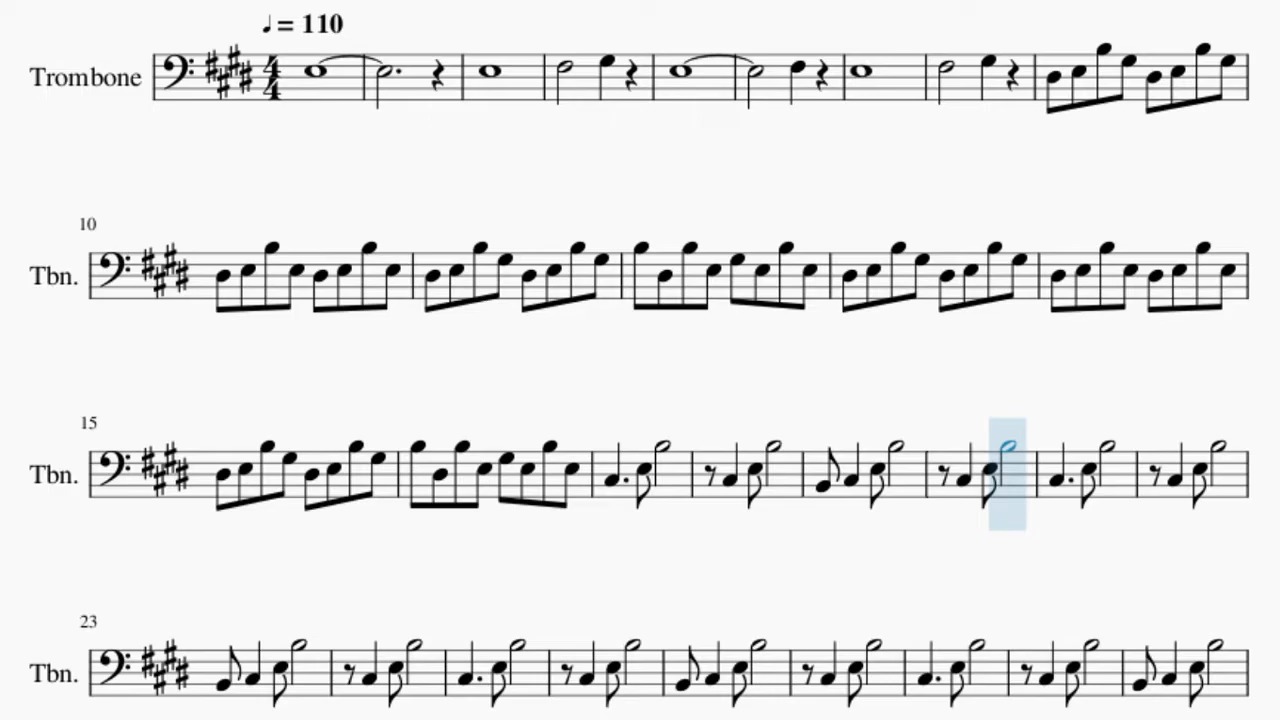 ♩ = 110
Trombone
4
4
10
Tbn.
15
Tbn.
23
Tbn.